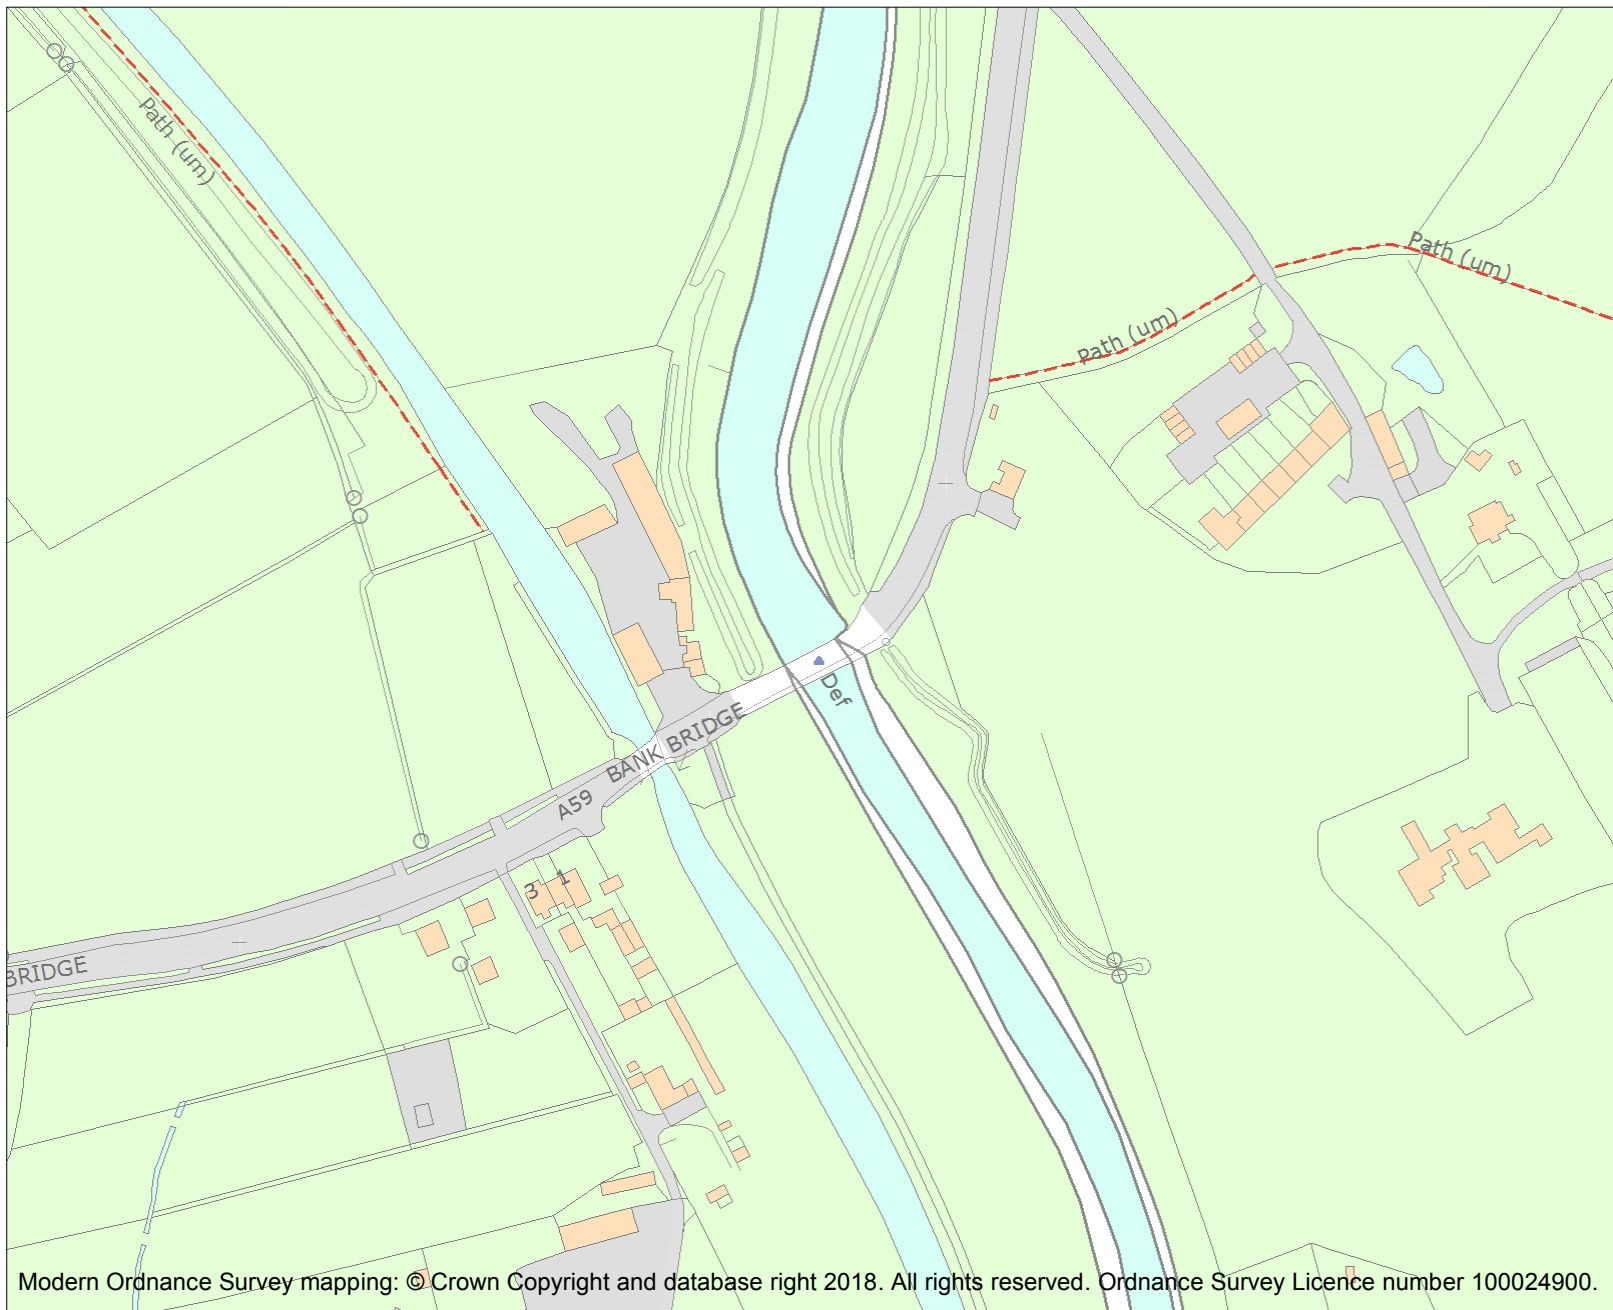 Path (um)
Path (um)
Path (um)
Def
BANK BRIDGE
A59
3
1
BRIDGE
Modern Ordnance Survey mapping: © Crown Copyright and database right 2018. All rights reserved. Ordnance Survey Licence number 100024900.